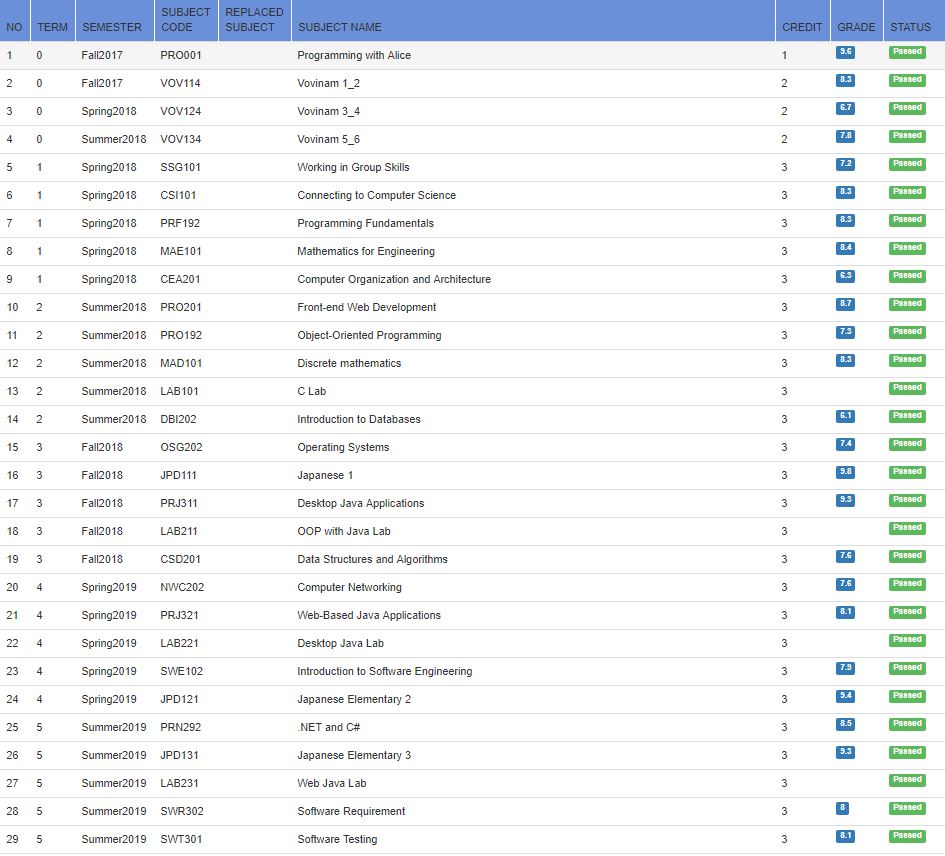 NO TERM SEMESTER SUBJECT CODE REPLACED SUBJECT SUBJECT NAME CREDIT GRADE STATUS
1 0 Fall2017 PRO001 Programming with Alice 1 9.6 Passed
2 0 Fall2017 VOV114 Vovinam 1_2 2 8.3 Passed
3 0 Spring2018 VOV124 Vovinam 3_4 2 6.7 Passed
4 0 Summer2018 VOV134 Vovinam 5_6 2 7.8 Passed
5 1 Spring2018 SSG101 Working in Group Skills 3 7.2 Passed
6 1 Spring2018 CSI101 Connecting to Computer Science 3 8.3 Passed
7 1 Spring2018 PRF192 Programming Fundamentals 3 8.3 Passed
8 1 Spring2018 MAE101 Mathematics for Engineering 3 8.4 Passed
9 1 Spring2018 CEA201 Computer Organization and Architecture 3 6.3 Passed
10 2 Summer2018 PRO201 Front-end Web Development 3 8.7 Passed
11 2 Summer2018 PRO192 Object-Oriented Programming 3 7.3 Passed
12 2 Summer2018 MAD101 Discrete mathematics 3 8.3 Passed
13 2 Summer2018 LAB101 C Lab 3 Passed
14 2 Summer2018 DBI202 Introduction to Databases 3 6.1 Passed
15 3 Fall2018 OSG202 Operating Systems 3 7.4 Passed
16 3 Fall2018 JPD111 Japanese 1 3 9.8 Passed
17 3 Fall2018 PRJ311 Desktop Java Applications 3 9.3 Passed
18 3 Fall2018 LAB211 OOP with Java Lab 3 Passed
19 3 Fall2018 CSD201 Data Structures and Algorithms 3 7.6 Passed
20 4 Spring2019 NWC202 Computer Networking 3 7.6 Passed
21 4 Spring2019 PRJ321 Web-Based Java Applications 3 8.1 Passed
22 4 Spring2019 LAB221 Desktop Java Lab 3 Passed
23 4 Spring2019 SWE102 Introduction to Software Engineering 3 7.9 Passed
24 4 Spring2019 JPD121 Japanese Elementary 2 3 9.4 Passed
25 5 Summer2019 PRN292 .NET and C# 3 8.5 Passed
26 5 Summer2019 JPD131 Japanese Elementary 3 3 9.3 Passed
27 5 Summer2019 LAB231 Web Java Lab 3 Passed
28 5 Summer2019 SWR302 Software Requirement 3 8 Passed
29 5 Summer2019 SWT301 Software Testing 3 8.1 Passed